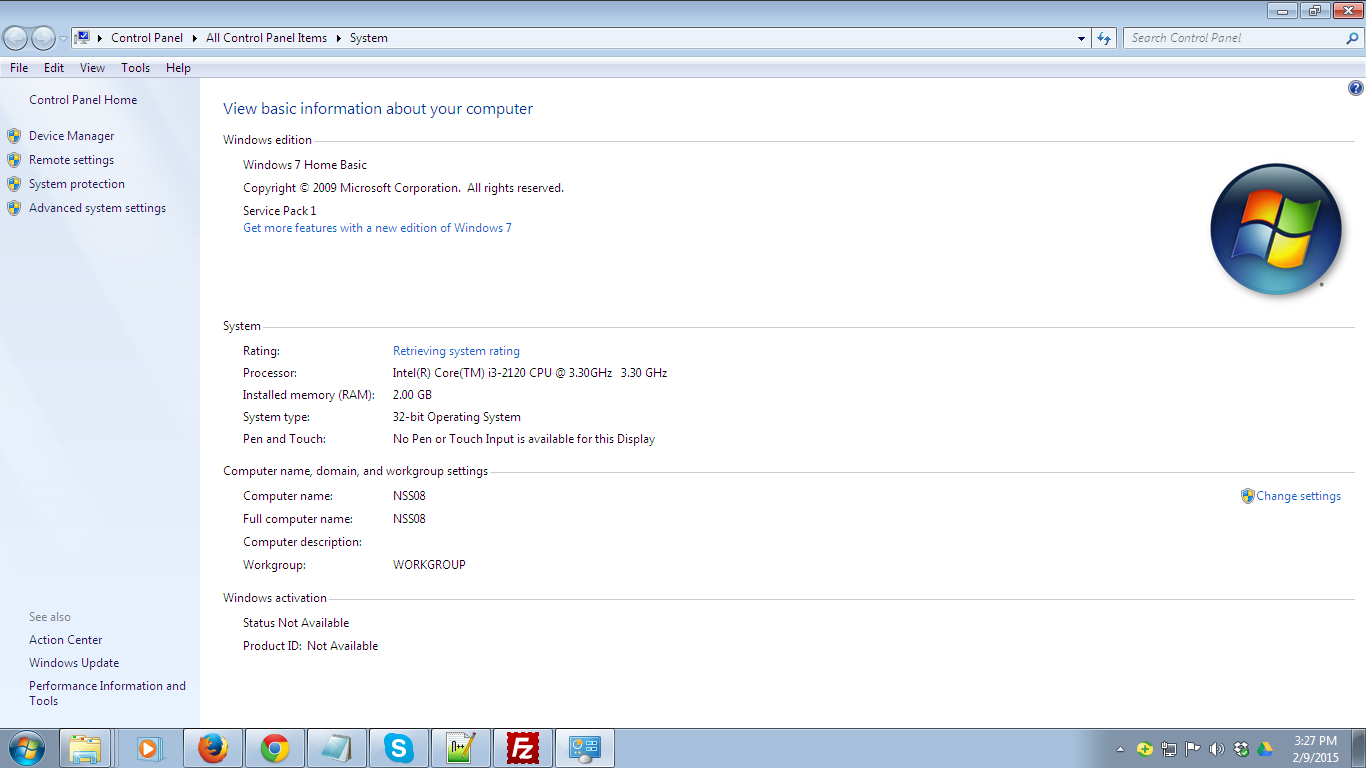 Control Panel ▸ All Control Panel Items ▸ System
Search Control Panel
File Edit View Tools Help
Control Panel Home
Device Manager
Remote settings
System protection
Advanced system settings
See also
Action Center
Windows Update
Performance Information and
Tools
View basic information about your computer
Windows edition
Windows 7 Home Basic
Copyright © 2009 Microsoft Corporation. All rights reserved.
Service Pack 1
Get more features with a new edition of Windows 7
System
Rating: Retrieving system rating
Processor: Intel(R) Core(TM) i3-2120 CPU @ 3.30GHz 3.30 GHz
Installed memory (RAM): 2.00 GB
System type: 32-bit Operating System
Pen and Touch: No Pen or Touch Input is available for this Display
Computer name, domain, and workgroup settings
Computer name: NSS08
Change settings
Full computer name: NSS08
Computer description:
Workgroup: WORKGROUP
Windows activation
Status Not Available
Product ID: Not Available
3:27 PM
2/9/2015